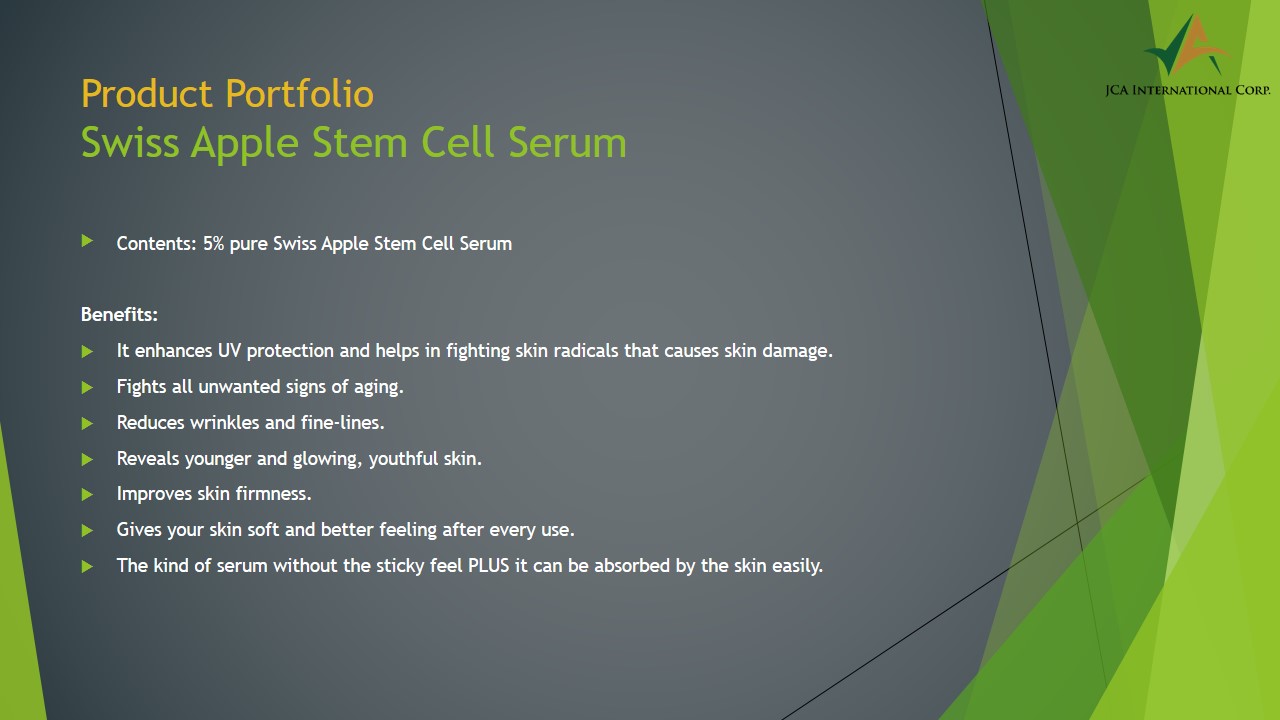 JCA International Corp.
Product Portfolio
Swiss Apple Stem Cell Serum
Contents: 5% pure Swiss Apple Stem Cell Serum
Benefits:
It enhances UV protection and helps in fighting skin radicals that causes skin damage.
Fights all unwanted signs of aging.
Reduces wrinkles and fine-lines.
Reveals younger and glowing, youthful skin.
Improves skin firmness.
Gives your skin soft and better feeling after every use.
The kind of serum without the sticky feel PLUS it can be absorbed by the skin easily.